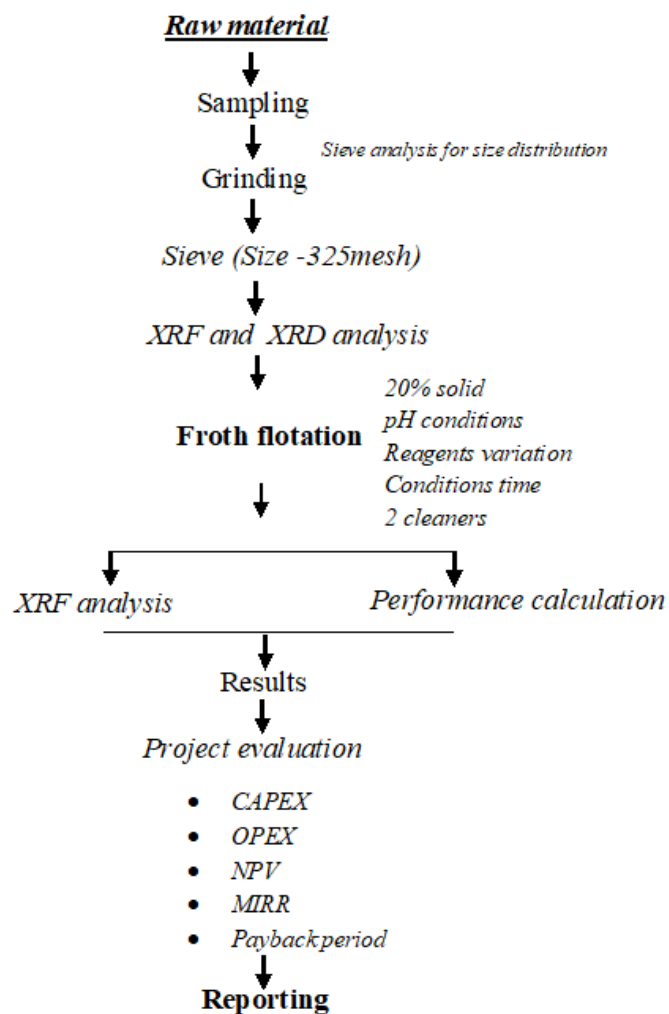 Raw material
Sampling
Sieve analysis for size distribution
Grinding
Sieve (Size -325mesh)
XRF and XRD analysis
Froth flotation
20% solid
pH conditions
Reagents variation
Conditions time
2 cleaners
XRF analysis
Performance calculation
Results
Project evaluation
• CAPEX
• OPEX
• NPV
• MIRR
• Payback period
Reporting